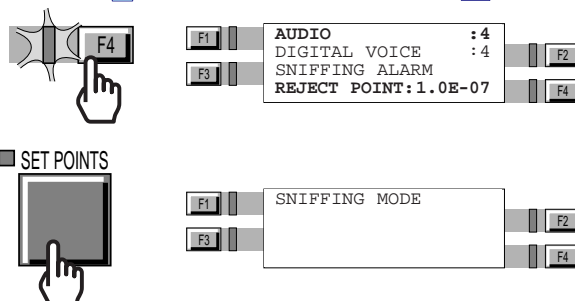 F4
F1
F3
AUDIO :4
DIGITAL VOICE :4
SNIFFING ALARM
REJECT POINT:1.0E-07
F2
F4
SET POINTS
F1
F3
SNIFFING MODE
F2
F4